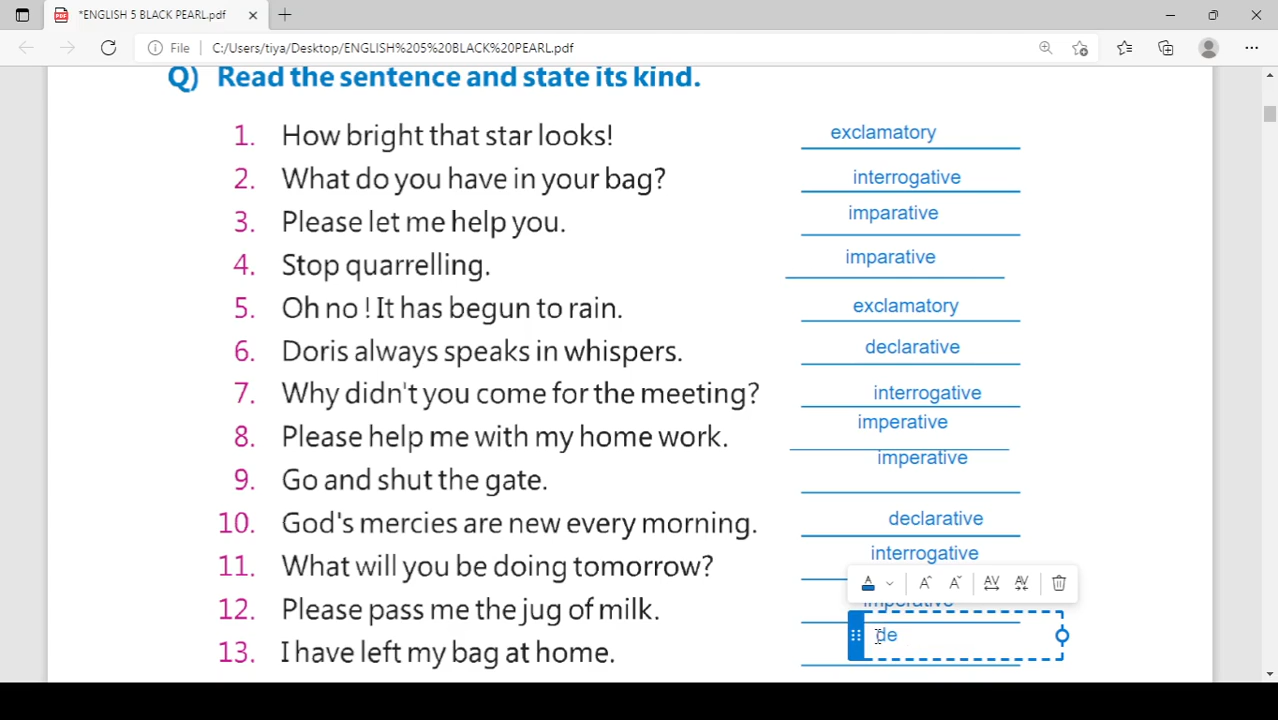 *ENGLISH 5 BLACK PEARL.pdf
File C:/Users/tiya/Desktop/ENGLISH%205%20BLACK%20PEARL.pdf
Q) Read the sentence and state its kind.
1. How bright that star looks! exclamatory
2. What do you have in your bag? interrogative
3. Please let me help you. imparative
4. Stop quarrelling. imparative
5. Oh no ! It has begun to rain. exclamatory
6. Doris always speaks in whispers. declarative
7. Why didn't you come for the meeting? interrogative
8. Please help me with my home work. imperative
9. Go and shut the gate. imperative
10. God's mercies are new every morning. declarative
11. What will you be doing tomorrow? interrogative
12. Please pass me the jug of milk. imperative
13. I have left my bag at home. de